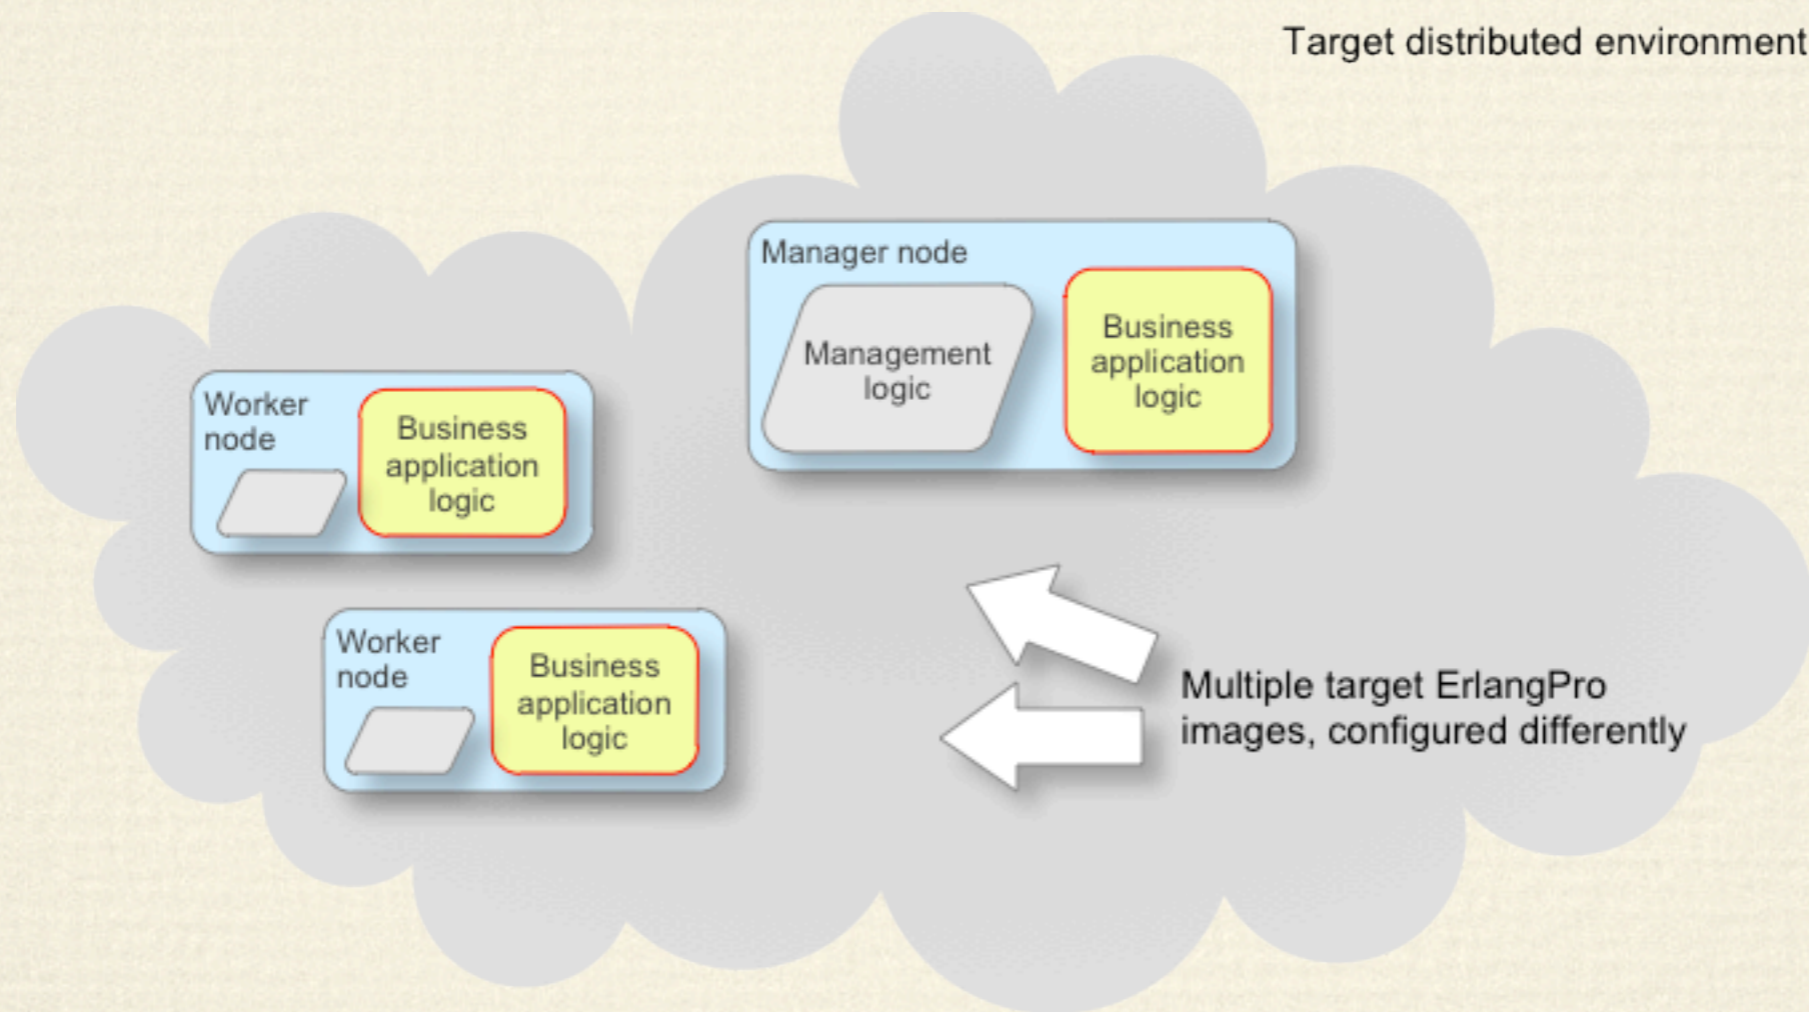 Target distributed environment
Manager node
Management
logic
Business
application
logic
Worker
node
Business
application
logic
Worker
node
Business
application
logic
Multiple target ErlangPro
images, configured differently